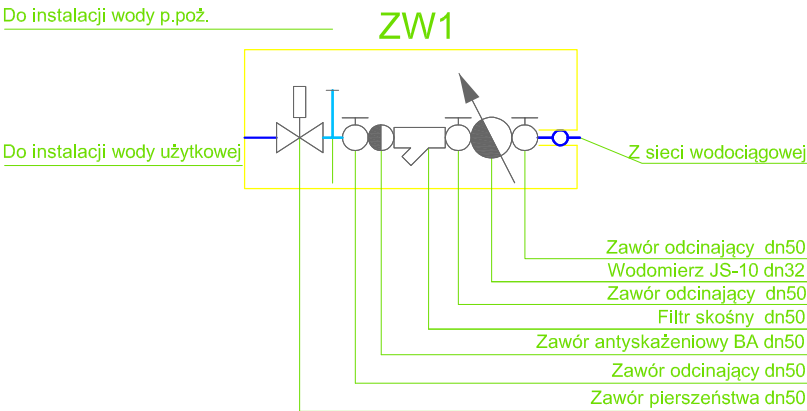 Do instalacji wody p.poż.
ZW1
Do instalacji wody użytkowej
Z sieci wodociągowej
Zawór odcinający dn50
Wodomierz JS-10 dn32
Zawór odcinający dn50
Filtr skośny dn50
Zawór antyskażeniowy BA dn50
Zawór odcinający dn50
Zawór pierszeństwa dn50